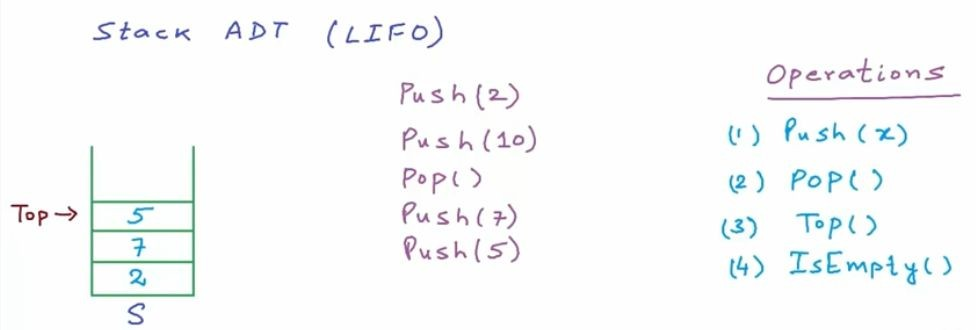 Stack ADT (LIFO)
Push(2)
Push(10)
Pop()
Push(7)
Push(5)
Operations
(1) Push(x)
(2) Pop()
(3) Top()
(4) IsEmpty()
Top→
5
7
2
S